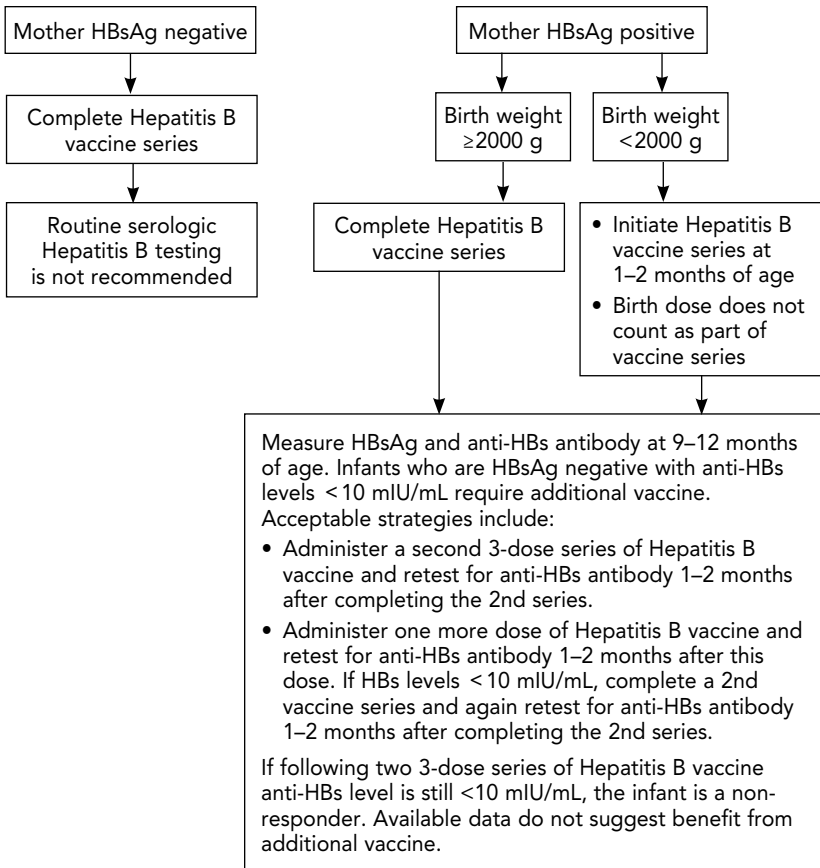 Mother HBsAg negative
Complete Hepatitis B
vaccine series
Routine serologic
Hepatitis B testing
is not recommended
Mother HBsAg positive
Birth weight
≥2000 g
Complete Hepatitis B
vaccine series
Birth weight
<2000 g
• Initiate Hepatitis B
vaccine series at
1–2 months of age
• Birth dose does not
count as part of
vaccine series
Measure HBsAg and anti-HBs antibody at 9–12 months
of age. Infants who are HBsAg negative with anti-HBs
levels <10 mIU/mL require additional vaccine.
Acceptable strategies include:
• Administer a second 3-dose series of Hepatitis B
vaccine and retest for anti-HBs antibody 1–2 months
after completing the 2nd series.
• Administer one more dose of Hepatitis B vaccine and
retest for anti-HBs antibody 1–2 months after this
dose. If HBs levels <10 mIU/mL, complete a 2nd
vaccine series and again retest for anti-HBs antibody
1–2 months after completing the 2nd series.
If following two 3-dose series of Hepatitis B vaccine
anti-HBs level is still <10 mIU/mL, the infant is a non-
responder. Available data do not suggest benefit from
additional vaccine.